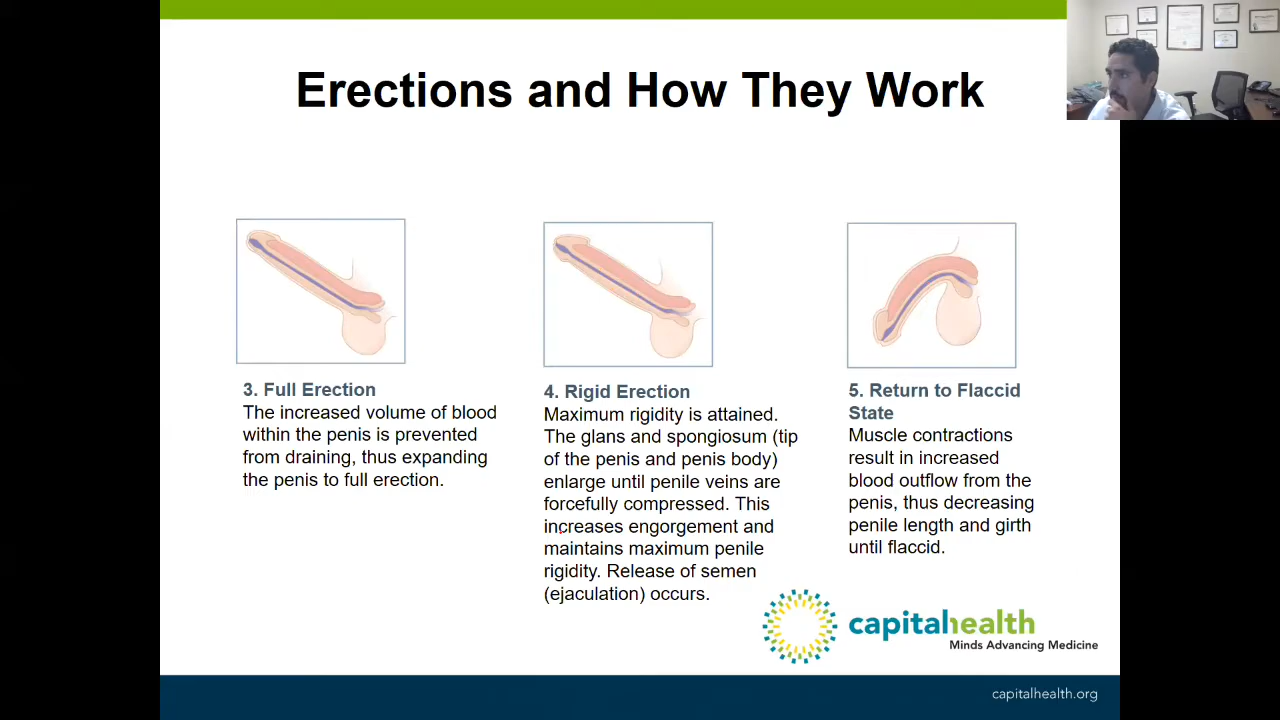 Erections and How They Work
3. Full Erection
The increased volume of blood
within the penis is prevented
from draining, thus expanding
the penis to full erection.
4. Rigid Erection
Maximum rigidity is attained.
The glans and spongiosum (tip
of the penis and penis body)
enlarge until penile veins are
forcefully compressed. This
increases engorgement and
maintains maximum penile
rigidity. Release of semen
(ejaculation) occurs.
5. Return to Flaccid
State
Muscle contractions
result in increased
blood outflow from the
penis, thus decreasing
penile length and girth
until flaccid.
capitalhealth
Minds Advancing Medicine
capitalhealth.org